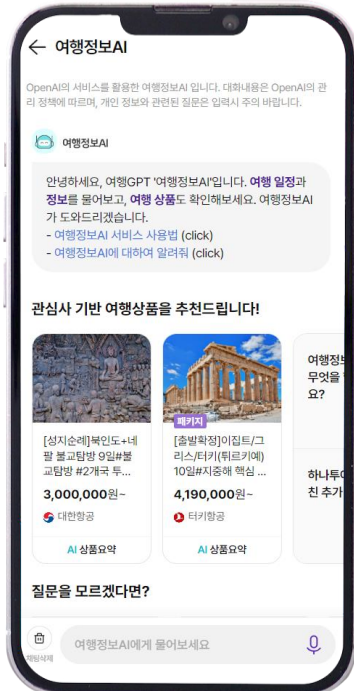 ← 여행정보AI
OpenAI의 서비스를 활용한 여행정보AI 입니다. 대화내용은 OpenAI의 관
리 정책에 따르며, 개인 정보와 관련된 질문은 입력시 주의 바랍니다.
여행정보AI
안녕하세요, 여행GPT '여행정보AI'입니다. 여행 일정과
정보를 물어보고, 여행 상품도 확인해보세요. 여행정보AI
가 도와드리겠습니다.
- 여행정보AI 서비스 사용법 (click)
- 여행정보AI에 대하여 알려줘 (click)
관심사 기반 여행상품을 추천드립니다!
[성지순례]북인도+네
팔 불교탐방 9일#불
교탐방 #2개국 투...
3,000,000원~
대한항공
AI 상품요약
패키지
[출발확정]이집트/그
리스/터키(튀르키예)
10일#지중해 핵심 ...
4,190,000원~
터키항공
AI 상품요약
여행정보
무엇을
요?
하나투어
친 추가
질문을 모르겠다면?
채팅삭제
여행정보AI에게 물어보세요